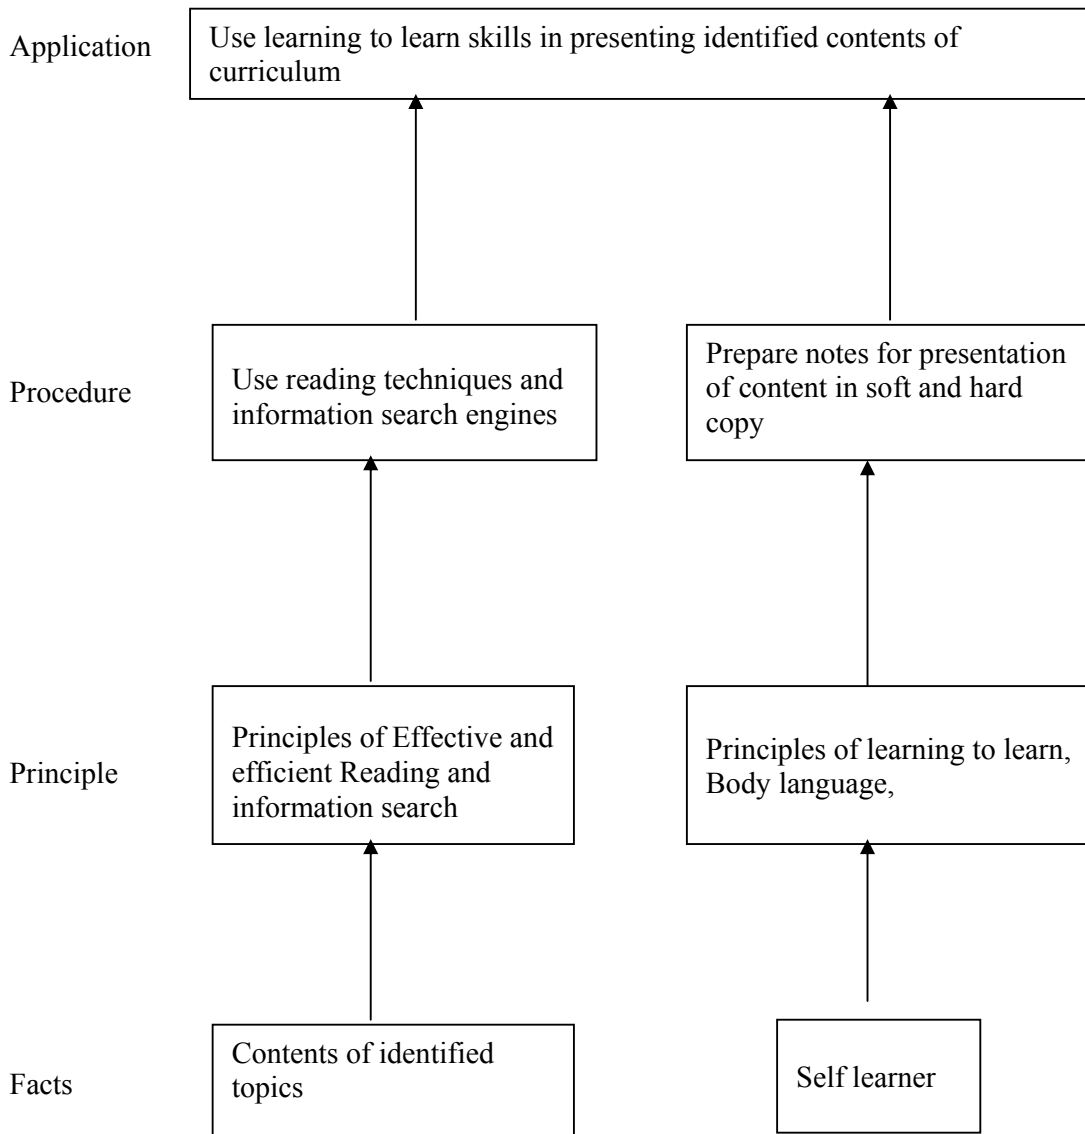 Application
Use learning to learn skills in presenting identified contents of
curriculum
Procedure
Use reading techniques and
information search engines
Prepare notes for presentation
of content in soft and hard
copy
Principle
Principles of Effective and
efficient Reading and
information search
Principles of learning to learn,
Body language,
Facts
Contents of identified
topics
Self learner